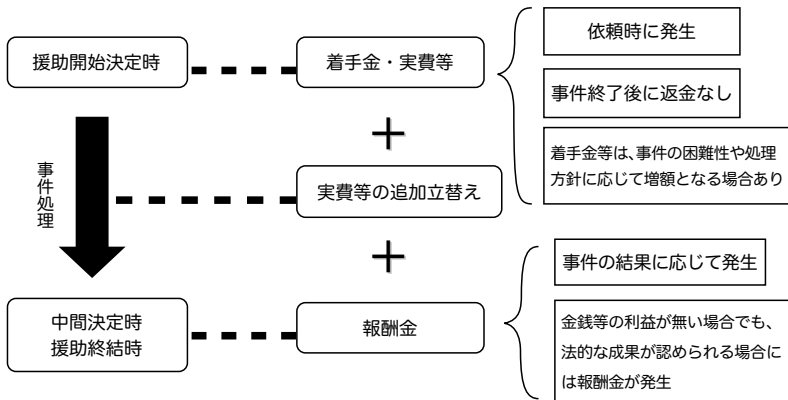 援助開始決定時
着手金・実費等
依頼時に発生
事件終了後に返金なし
着手金等は、事件の困難性や処理
方針に応じて増額となる場合あり
+
事件処理
実費等の追加立替え
+
中間決定時
援助終結時
報酬金
事件の結果に応じて発生
金銭等の利益が無い場合でも、
法的な成果が認められる場合に
は報酬金が発生